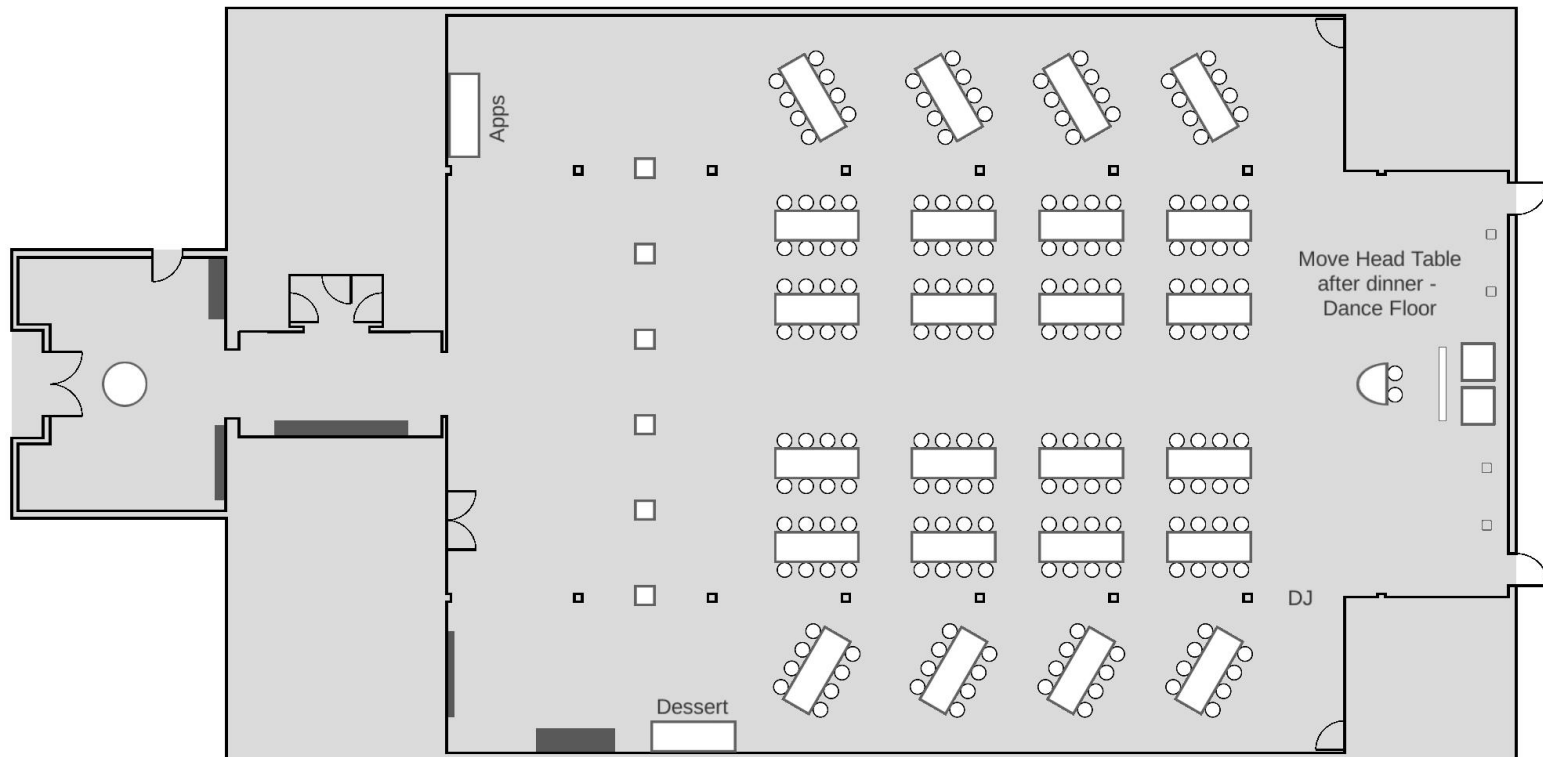 Apps
Move Head Table
after dinner -
Dance Floor
DJ
Dessert